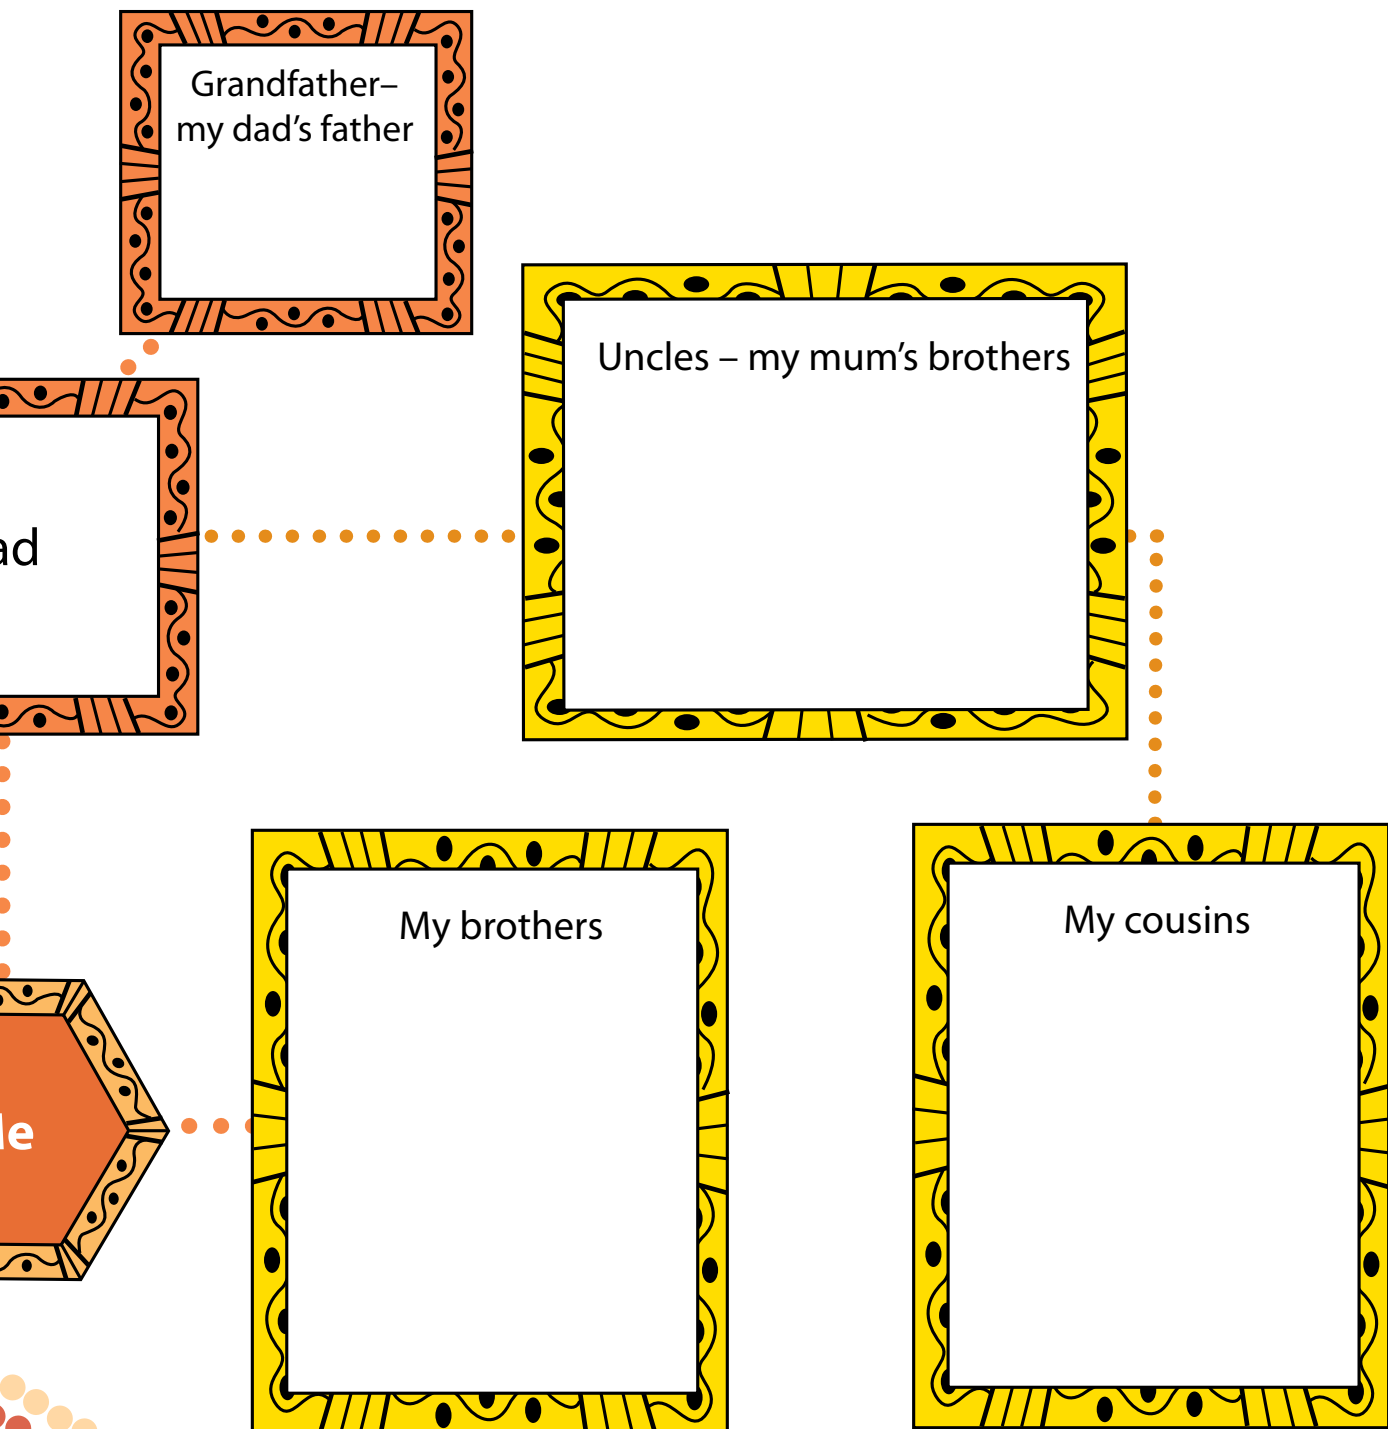 Grandfather–
my dad's father
Uncles – my mum's brothers
My brothers
My cousins